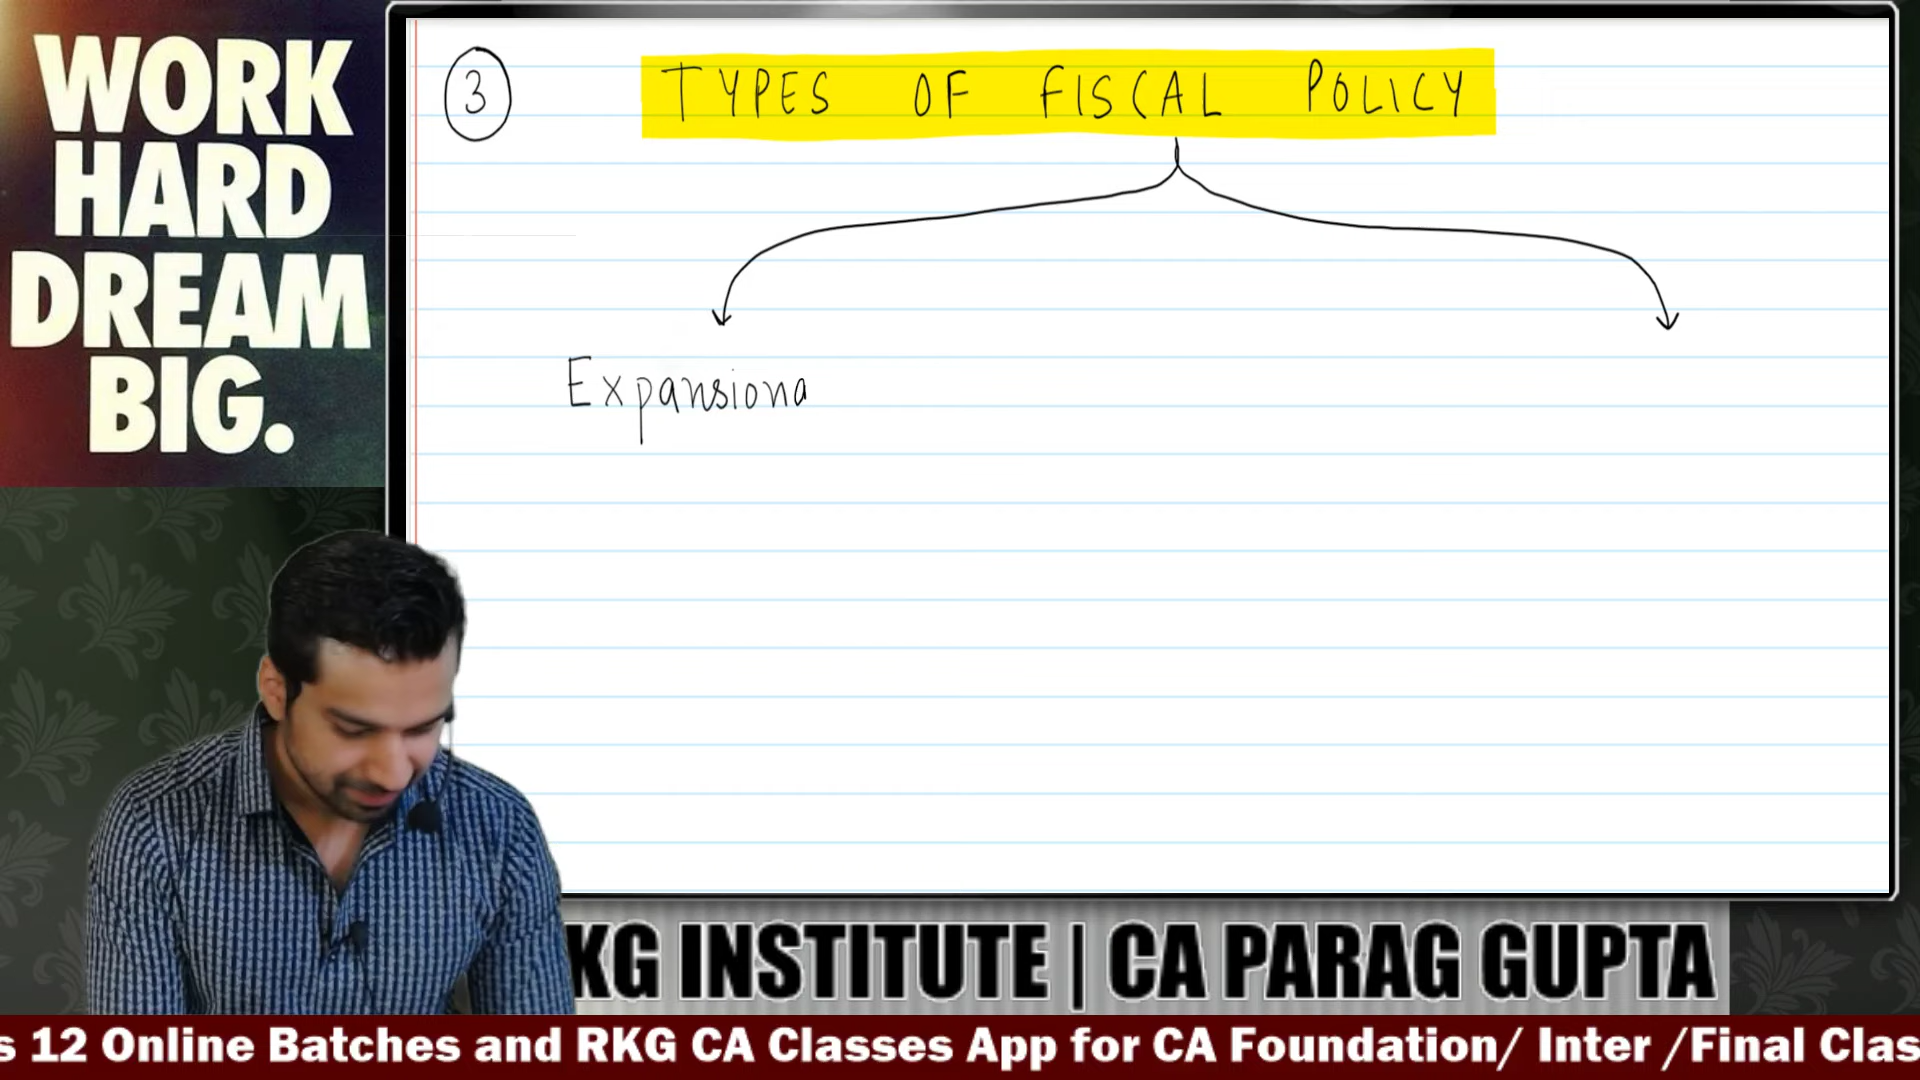 WORK
HARD
DREAM
BIG.
3
TYPES OF FISCAL POLICY
Expansiona
KG INSTITUTE | CA PARAG GUPTA
s 12 Online Batches and RKG CA Classes App for CA Foundation/ Inter /Final Clas